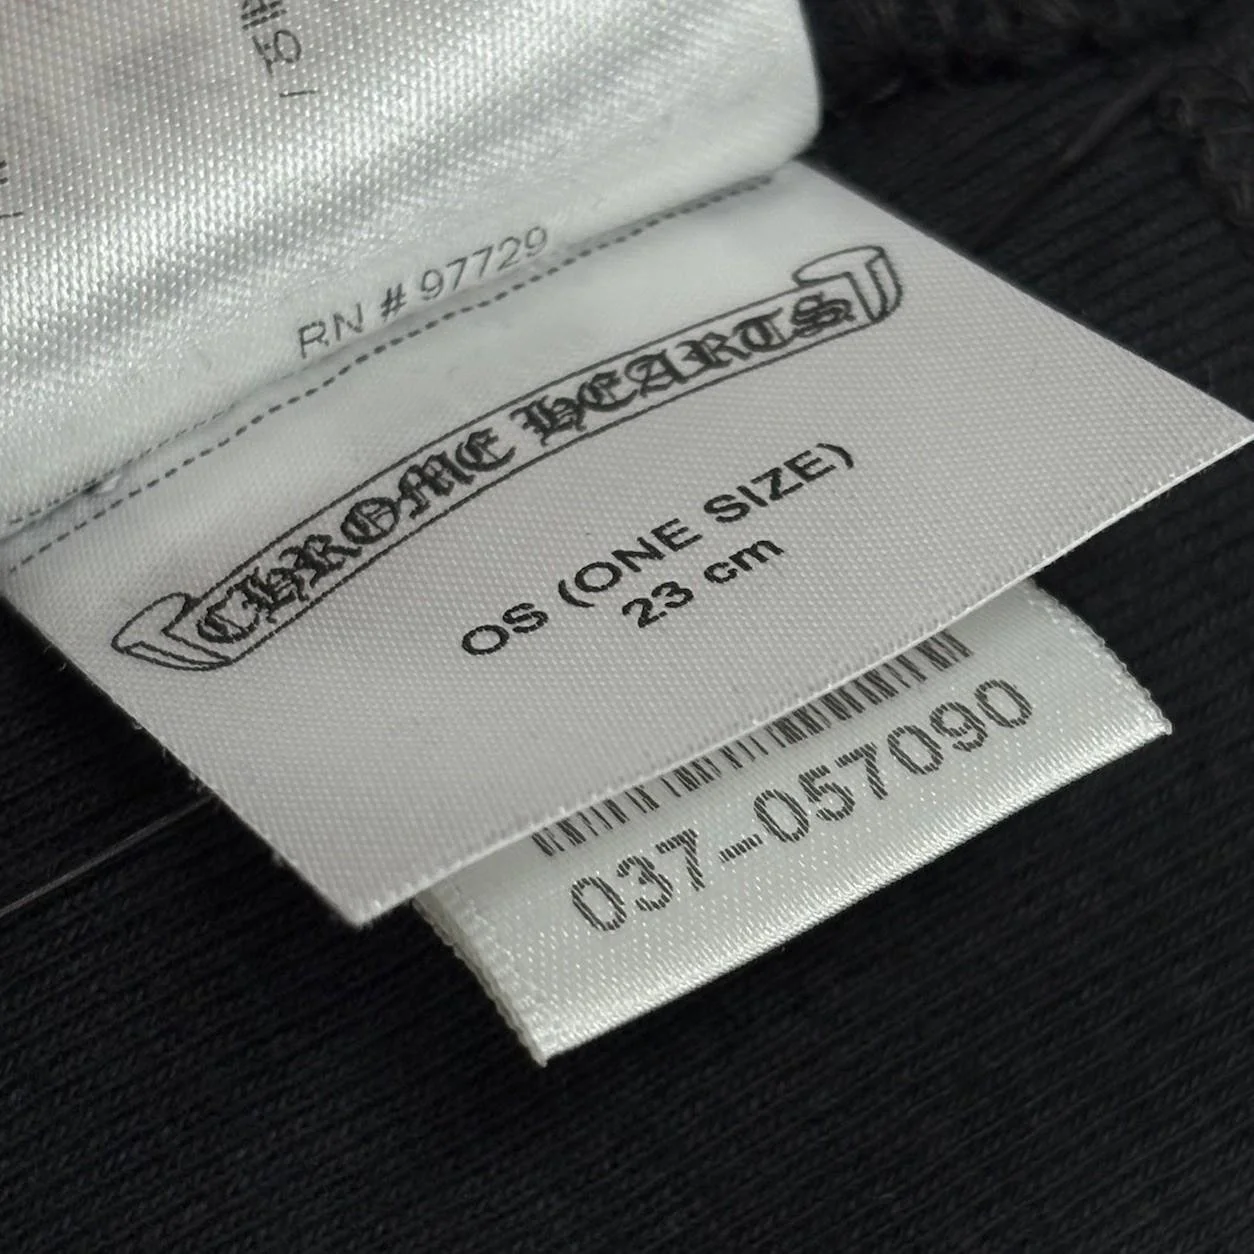 RN # 97729
CHROME HEARTS
OS (ONE SIZE)
23 cm
037-057090